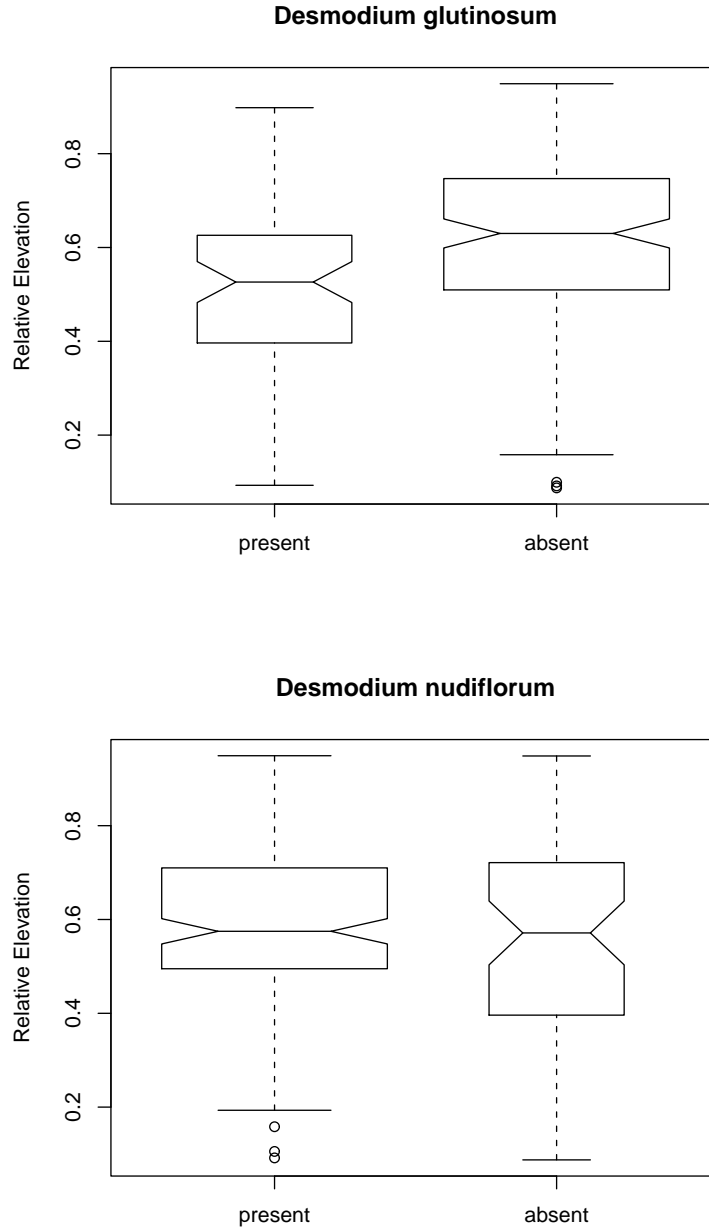 Desmodium glutinosum
Relative Elevation
0.8
0.6
0.4
0.2
present absent
Desmodium nudiflorum
Relative Elevation
0.8
0.6
0.4
0.2
present absent